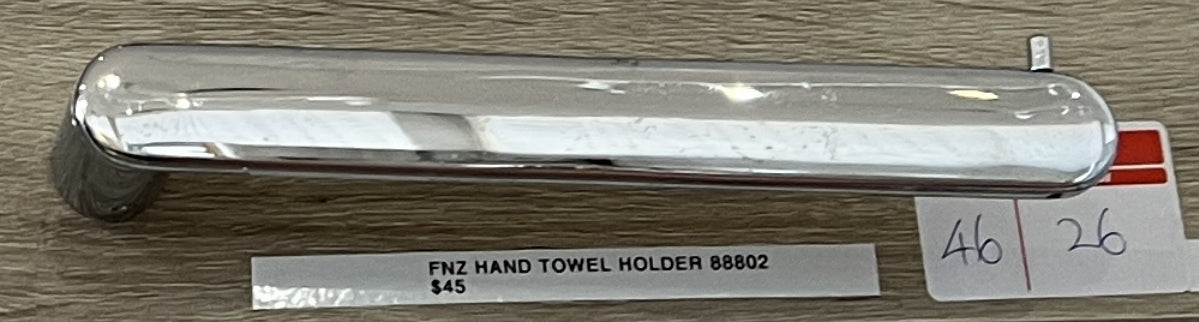 FNZ HAND TOWEL HOLDER 88802
$45
46 26